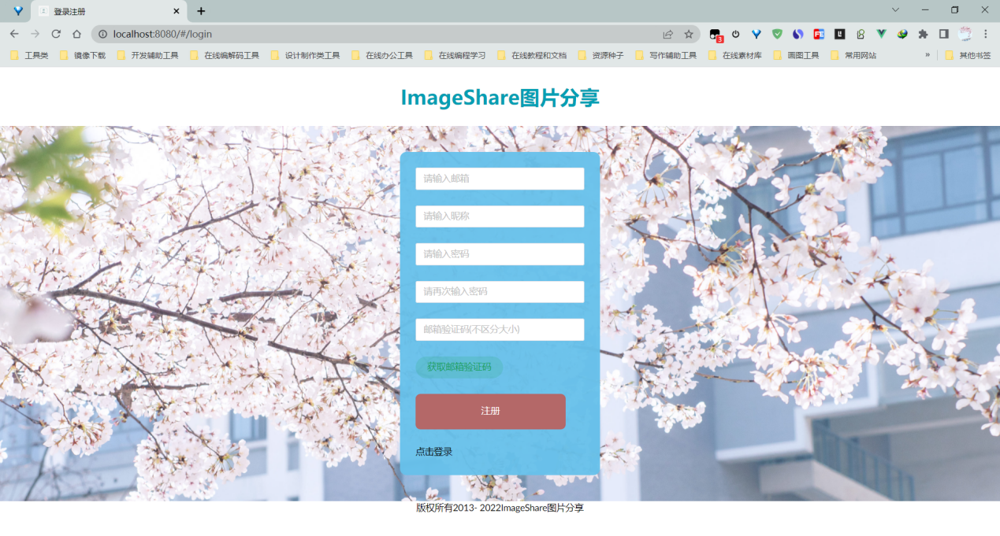 登录注册
localhost:8080/#/login
3
工具类
镜像下载
开发辅助工具
在线编解码工具
设计制作类工具
在线办公工具
在线编程学习
在线教程和文档
资源种子
写作辅助工具
在线素材库
画图工具
常用网站
»
其他书签
ImageShare图片分享
请输入邮箱
请输入昵称
请输入密码
请再次输入密码
邮箱验证码(不区分大小)
获取邮箱验证码
注册
点击登录
版权所有2013- 2022ImageShare图片分享